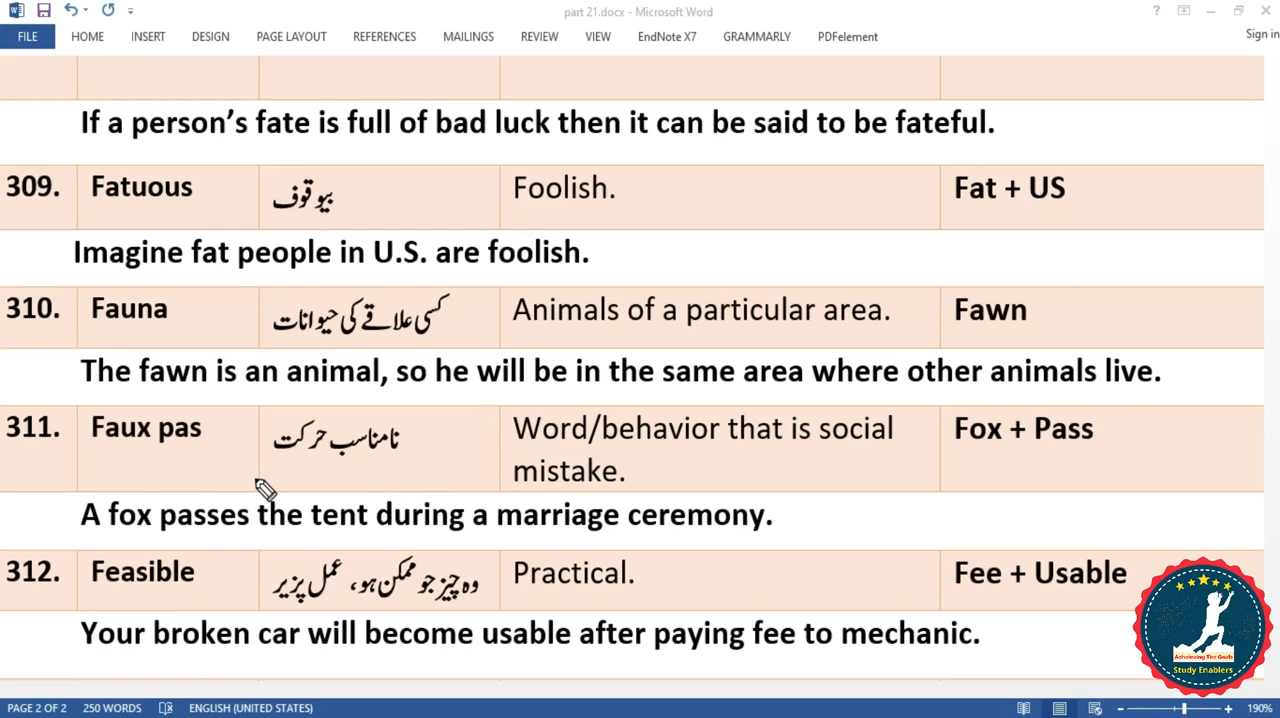 part 21.docx - Microsoft Word
FILE HOME INSERT DESIGN PAGE LAYOUT REFERENCES MAILINGS REVIEW VIEW EndNote X7 GRAMMARLY PDFelement Sign in
If a person's fate is full of bad luck then it can be said to be fateful.
309. Fatuous بیوقوف Foolish. Fat + US
Imagine fat people in U.S. are foolish.
310. Fauna کسی علاقے کی حیوانات Animals of a particular area. Fawn
The fawn is an animal, so he will be in the same area where other animals live.
311. Faux pas نامناسب حرکت Word/behavior that is social Fox + Pass
mistake.
A fox passes the tent during a marriage ceremony.
312. Feasible وہ چیز جو ممکن ہو، عمل پزیر Practical. Fee + Usable
Your broken car will become usable after paying fee to mechanic.
Acheieving The Goals
Study Enablers
PAGE 2 OF 2 250 WORDS ENGLISH (UNITED STATES) 190%